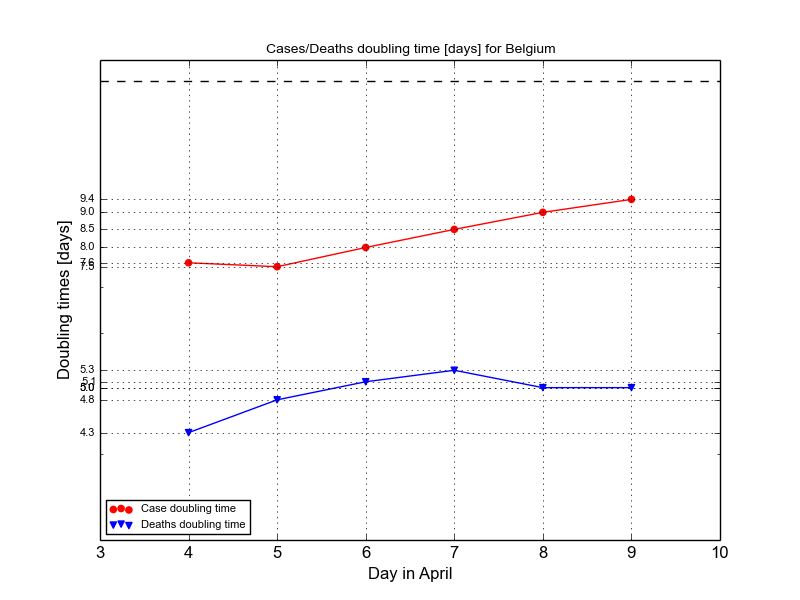 Cases/Deaths doubling time [days] for Belgium
9.4
9.0
8.5
8.0
7.6
7.5
Doubling times [days]
5.3
5.1
5.0
4.8
4.3
Case doubling time
Deaths doubling time
3 4 5 6 7 8 9 10
Day in April